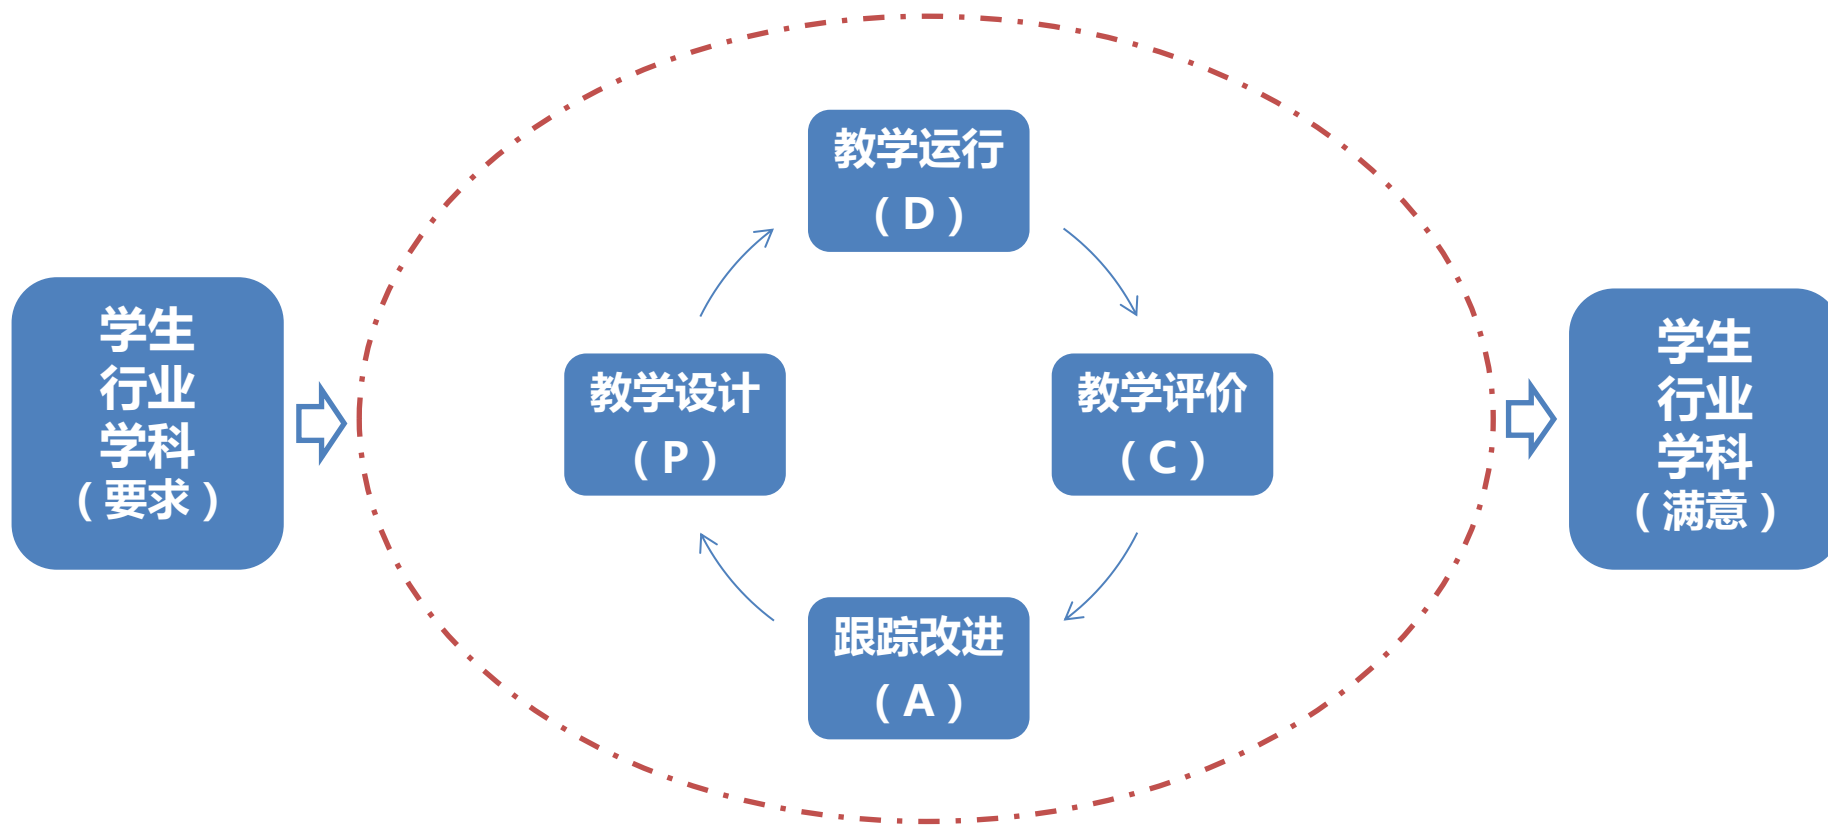 学生
行业
学科
（要求）
教学运行
（D）
教学设计
（P）
教学评价
（C）
跟踪改进
（A）
学生
行业
学科
（满意）